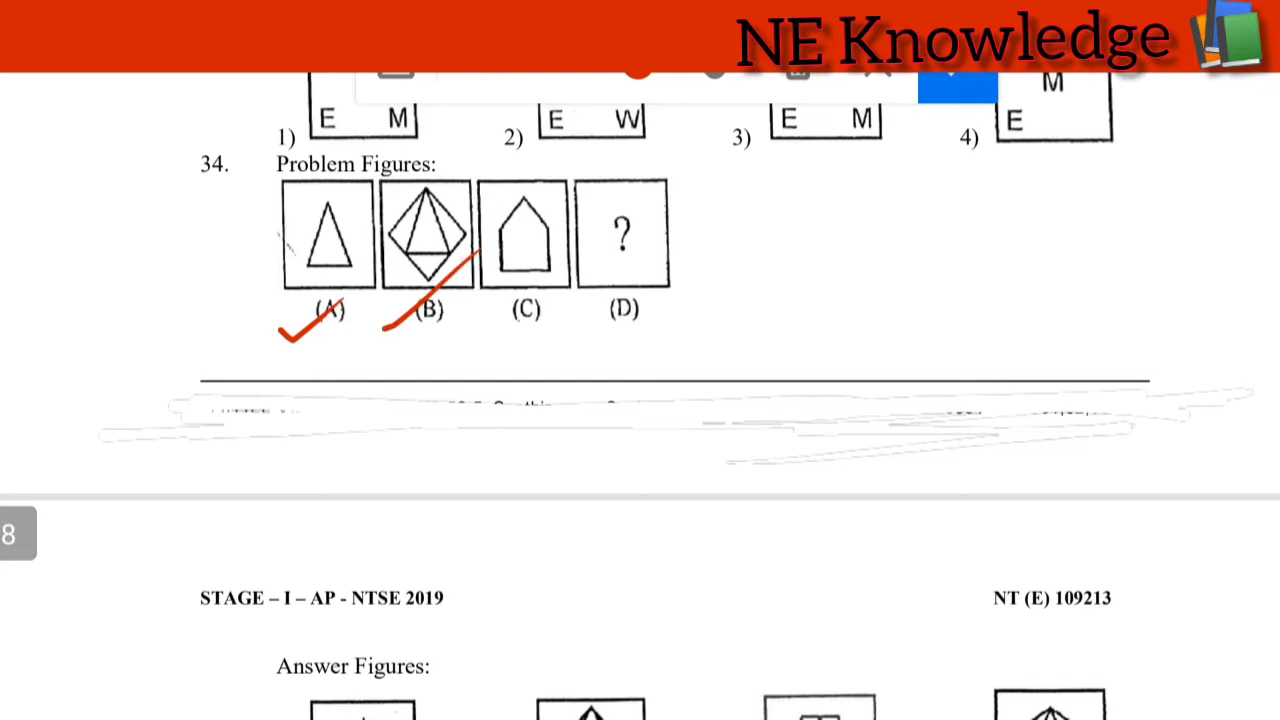 NE Knowledge
M
E M
E W
E M
E
1) 2) 3) 4)
34. Problem Figures:
?
(A) (B) (C) (D)
8
STAGE – I – AP - NTSE 2019 NT (E) 109213
Answer Figures: